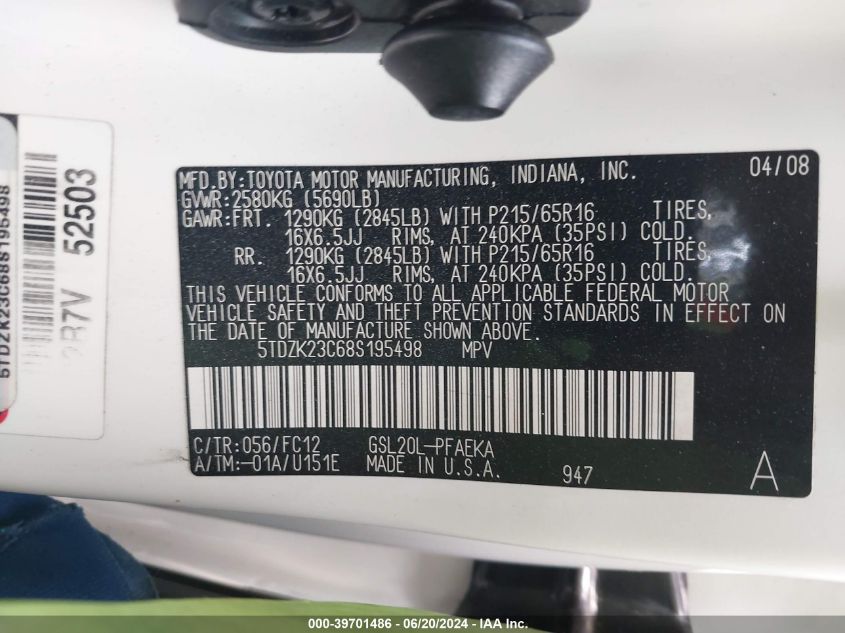 MFD.BY:TOYOTA MOTOR MANUFACTURING, INDIANA, INC. 04/08
GVWR:2580KG (5690LB)
GAWR:FRT. 1290KG (2845LB) WITH P215/65R16 TIRES,
16X6.5JJ RIMS, AT 240KPA (35PSI) COLD.
RR. 1290KG (2845LB) WITH P215/65R16 TIRES,
16X6.5JJ RIMS, AT 240KPA (35PSI) COLD.
THIS VEHICLE CONFORMS TO ALL APPLICABLE FEDERAL MOTOR
VEHICLE SAFETY AND THEFT PREVENTION STANDARDS IN EFFECT ON
THE DATE OF MANUFACTURE SHOWN ABOVE.
5TDZK23C68S195498 MPV
C/TR:056/FC12 GSL20L-PFAEKA
A/TM:-01A/U151E MADE IN U.S.A. 947 A
5TDZK23C68S195498
52503
000-39701486 - 06/20/2024 - IAA Inc.